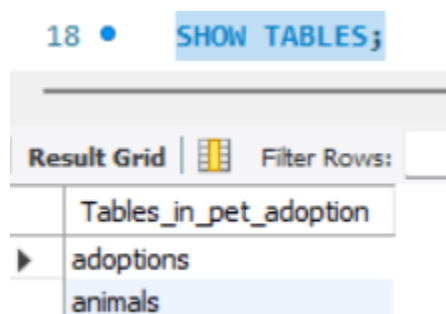 18 SHOW TABLES;
Result Grid Filter Rows:
Tables_in_pet_adoption
adoptions
animals